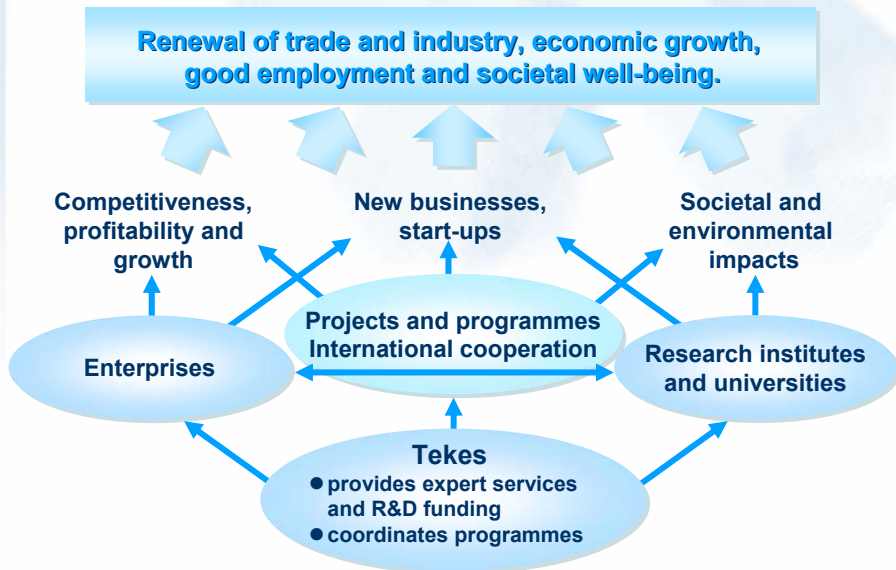 Renewal of trade and industry, economic growth,
good employment and societal well-being.
Competitiveness,
profitability and
growth
New businesses,
start-ups
Societal and
environmental
impacts
Enterprises
Projects and programmes
International cooperation
Research institutes
and universities
Tekes
● provides expert services
and R&D funding
● coordinates programmes